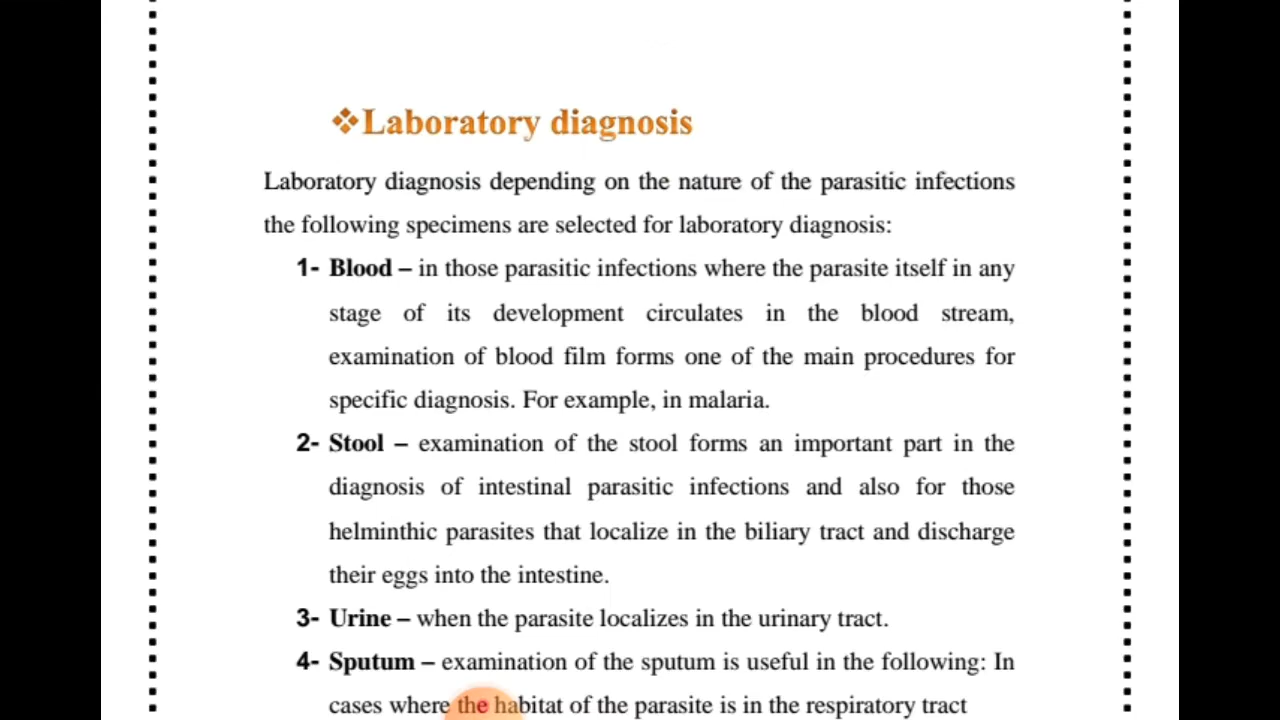 ❖Laboratory diagnosis
Laboratory diagnosis depending on the nature of the parasitic infections
the following specimens are selected for laboratory diagnosis:
1- Blood – in those parasitic infections where the parasite itself in any
stage of its development circulates in the blood stream,
examination of blood film forms one of the main procedures for
specific diagnosis. For example, in malaria.
2- Stool – examination of the stool forms an important part in the
diagnosis of intestinal parasitic infections and also for those
helminthic parasites that localize in the biliary tract and discharge
their eggs into the intestine.
3- Urine – when the parasite localizes in the urinary tract.
4- Sputum – examination of the sputum is useful in the following: In
cases where the habitat of the parasite is in the respiratory tract